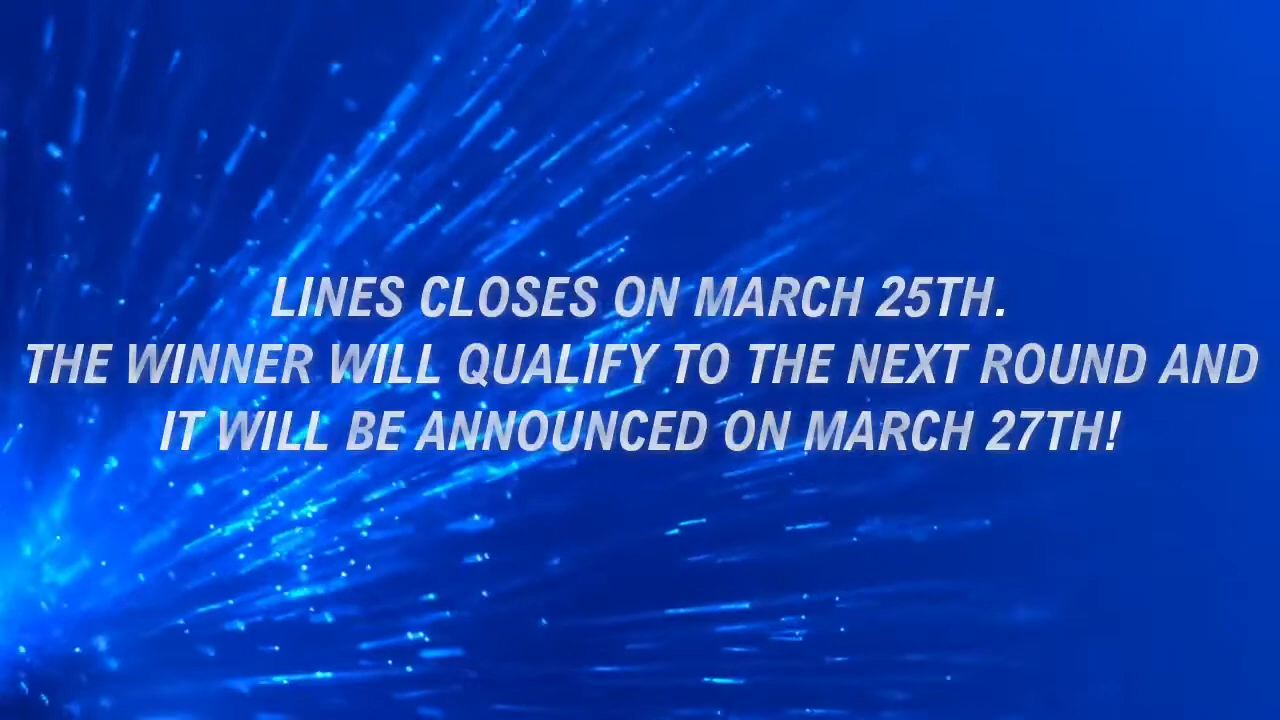 LINES CLOSES ON MARCH 25TH.
THE WINNER WILL QUALIFY TO THE NEXT ROUND AND
IT WILL BE ANNOUNCED ON MARCH 27TH!